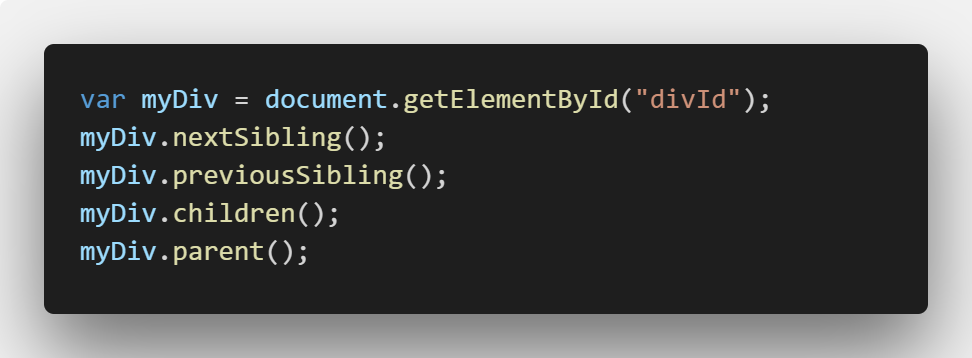 var myDiv = document.getElementById("divId");
myDiv.nextSibling();
myDiv.previousSibling();
myDiv.children();
myDiv.parent();